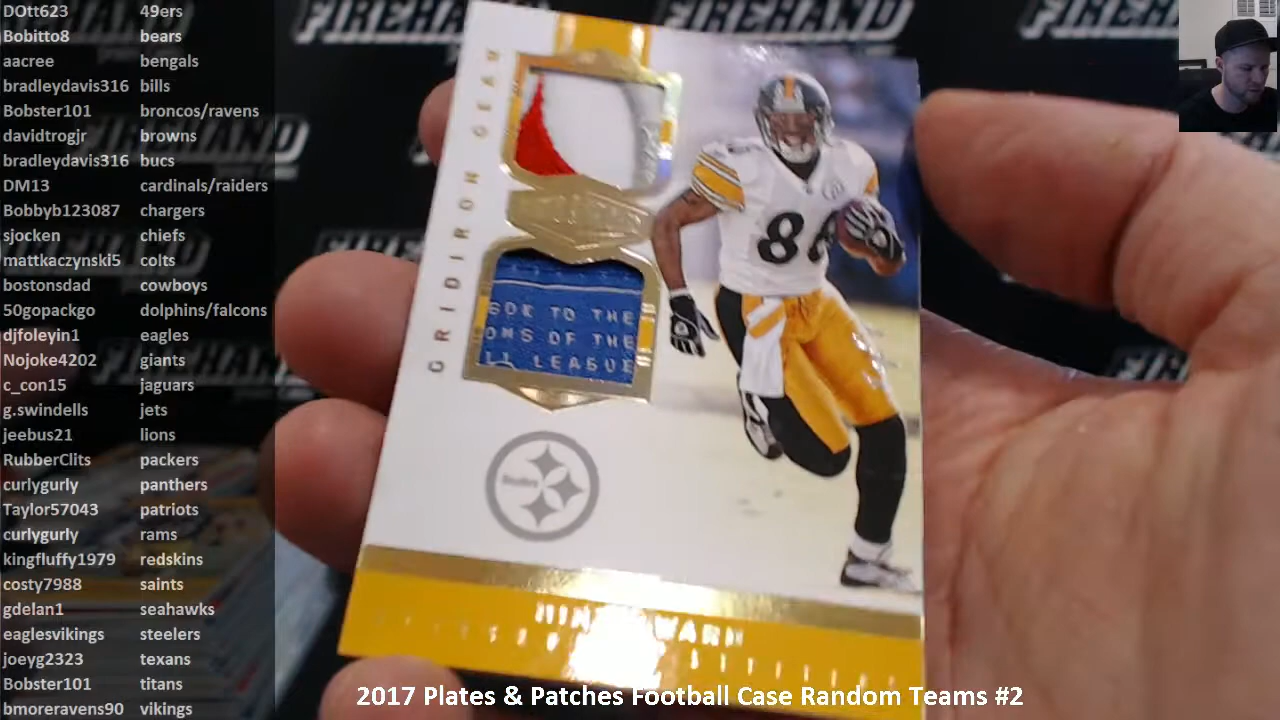 DOtt623 49ers
Bobitto8 bears
aacree bengals
bradleydavis316 bills
Bobster101 broncos/ravens
davidtrogjr browns
bradleydavis316 bucs
DM13 cardinals/raiders
Bobbyb123087 chargers
sjocken chiefs
mattkaczynski5 colts
bostonsdad cowboys
50gopackgo dolphins/falcons
djfoleyin1 eagles
Nojoke4202 giants
c_con15 jaguars
g.swindells jets
jeebus21 lions
RubberClits packers
curlygurly panthers
Taylor57043 patriots
curlygurly rams
kingfluffy1979 redskins
costy7988 saints
gdelan1 seahawks
eaglesvikings steelers
joeyg2323 texans
Bobster101 titans
bmoreravens90 vikings
FIREHAND
GRIDIRON GEAR
TO THE
OF THE
LEAGUE
86
Steelers
WARD
2017 Plates & Patches Football Case Random Teams #2